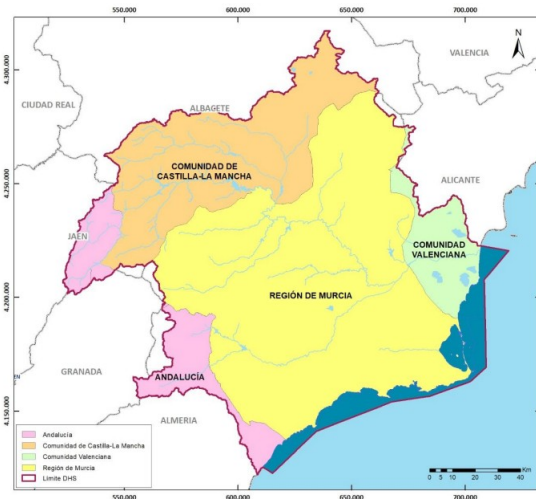 550,000 600,000 650,000 700,000
N
VALENCIA
4.300.000
CIUDAD REAL
ALBAGETE
COMUNIDAD DE
CASTILLA-LA MANCHA
4.250.000
ALICANTE
JAEN
COMUNIDAD
VALENCIANA
REGIÓN DE MURCIA
4.200.000
GRANADA
ANDALUCÍA
ALMERIA
4.150.000
Andalucía
Comunidad de Castilla-La Mancha
Comunidad Valenciana
Región de Murcia
Límite DHS
0 5 10 20 30 40 Km
550,000 600,000 650,000 700,000